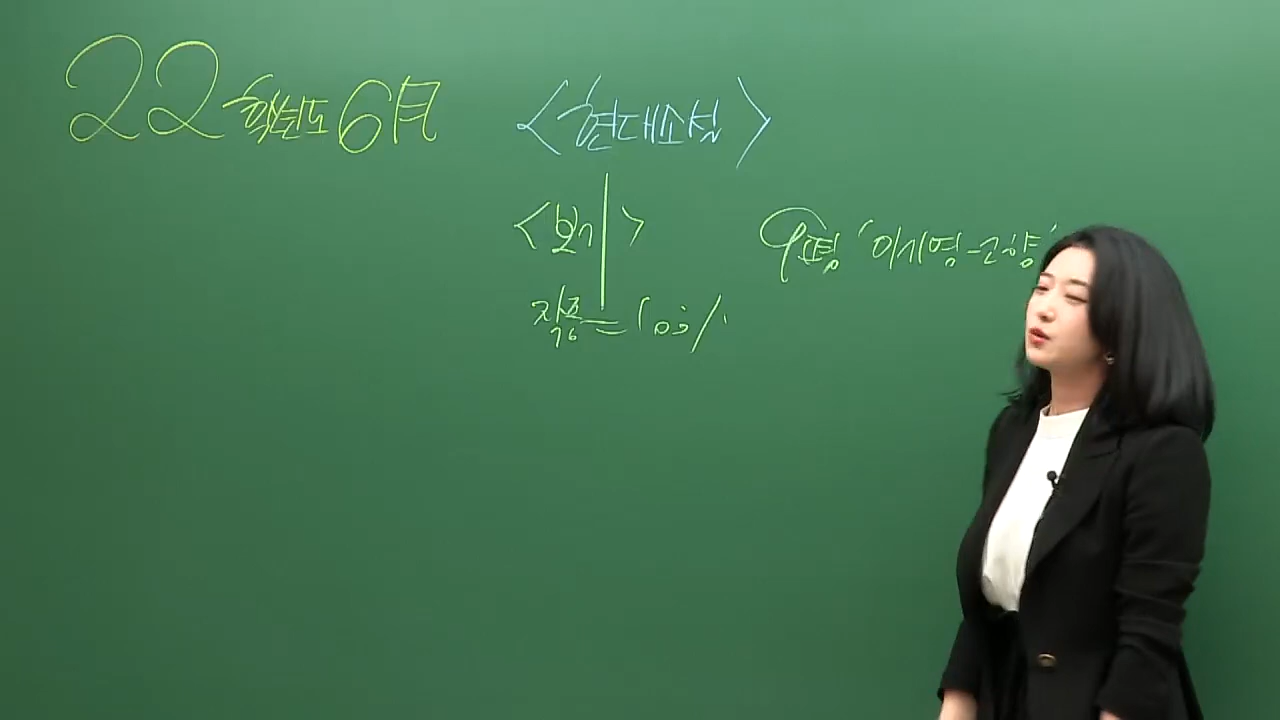 22학년도 6月
<현대소설>
<보기>
9평 '이기영-고향'
작품 = 100%